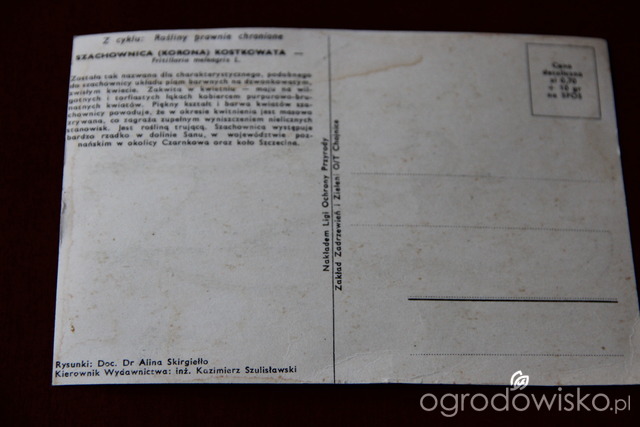 Z cyklu: Rośliny prawnie chronione
SZACHOWNICA (KORONA) KOSTKOWATA —
Fritillaria meleagris L.
Została tak nazwana dla charakterystycznego, podobnego
do szachownicy układu plam barwnych na dzwonkowatym,
zwisłym kwiecie. Zakwita w kwietniu — maju na wil-
gotnych i torfiastych łąkach kobiercem purpurowo-bru-
natnych kwiatów. Piękny kształt i barwa kwiatów sza-
chownicy powoduje, że w okresie kwitnienia jest masowo
zrywana, co zagraża zupełnym wyniszczeniem nielicznych
stanowisk. Jest rośliną trującą. Szachownica występuje
bardzo rzadko w dolinie Sanu, w województwie poz-
nańskim w okolicy Czarnkowa oraz koło Szczecina.
Rysunki: Doc. Dr Alina Skirgiełło
Kierownik Wydawnictwa: inż. Kazimierz Szulisławski
Nakładem Ligi Ochrony Przyrody
Zakład Zadrzewień i Zieleni O/T Chojnice
Cena
detaliczna
zł 0,70
+ 10 gr
na SFOS
ogrodowisko.pl